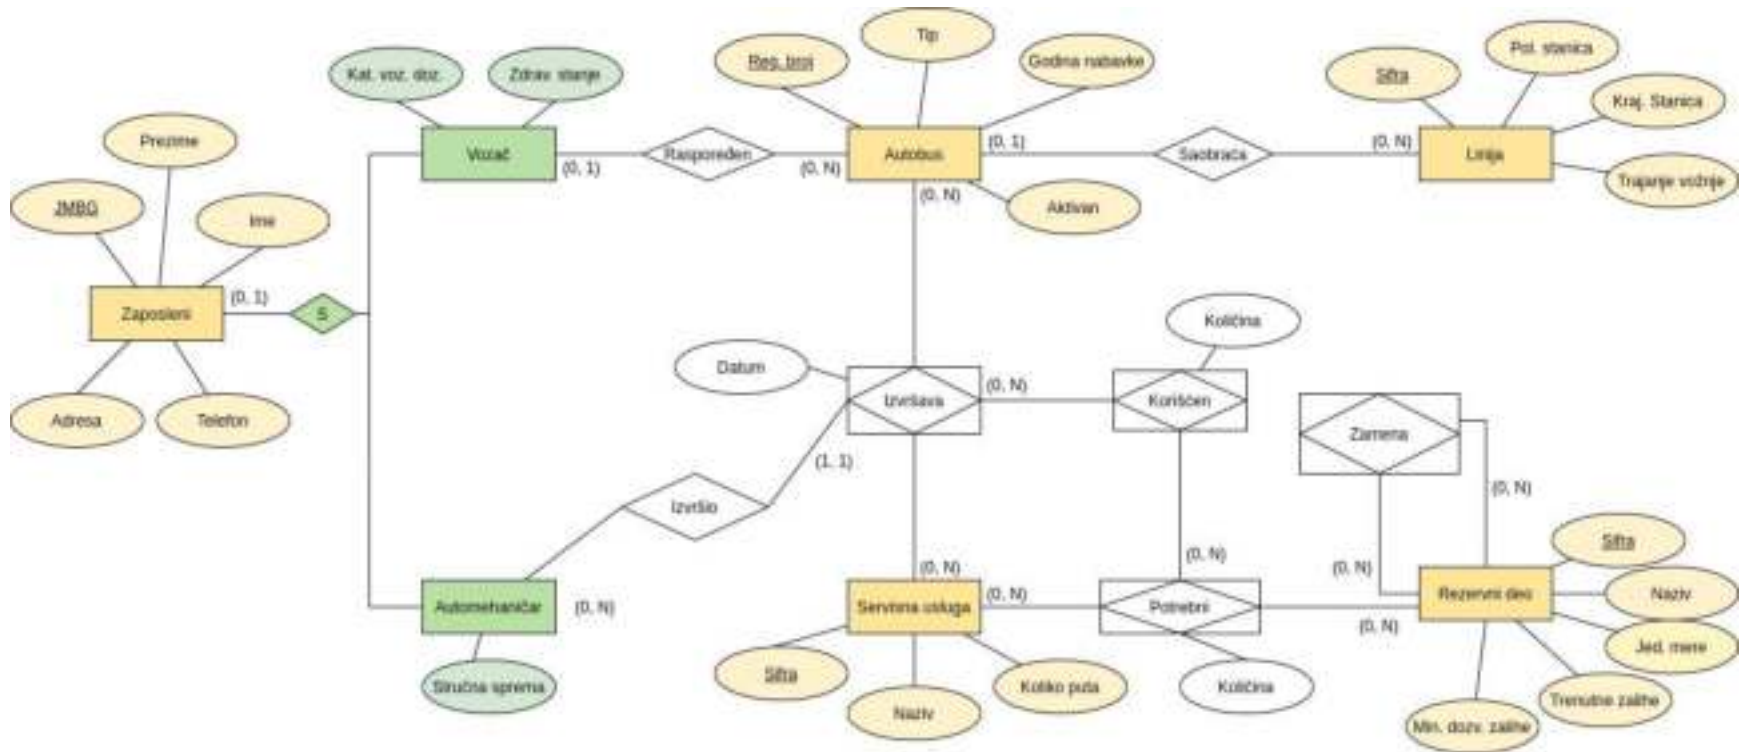 Tip
Pol. stanica
Kat. voz. doz.
Zdrav. stanje
Reg. broj
Godina nabavke
Sifra
Kraj. Stanica
Prezime
Vozač
Raspoređen
Autobus
(0, 1)
Saobraća
(0, N)
Linija
(0, 1)
(0, N)
Trajanje vožnje
(0, N)
JMBG
Ime
Aktivan
(0, 1)
Zaposleni
S
Količina
Datum
(0, N)
Izvršava
Korišćen
Adresa
Telefon
Zamena
(1, 1)
(0, N)
Izvršio
Sifra
(0, N)
(0, N)
(0, N)
Automehaničar
(0, N)
Servisna usluga
(0, N)
Potrebni
(0, N)
Rezervni deo
Naziv
Jed. mere
Stručna sprema
Sifra
Koliko puta
Količina
Trenutne zalihe
Naziv
Min. dozv. zalihe